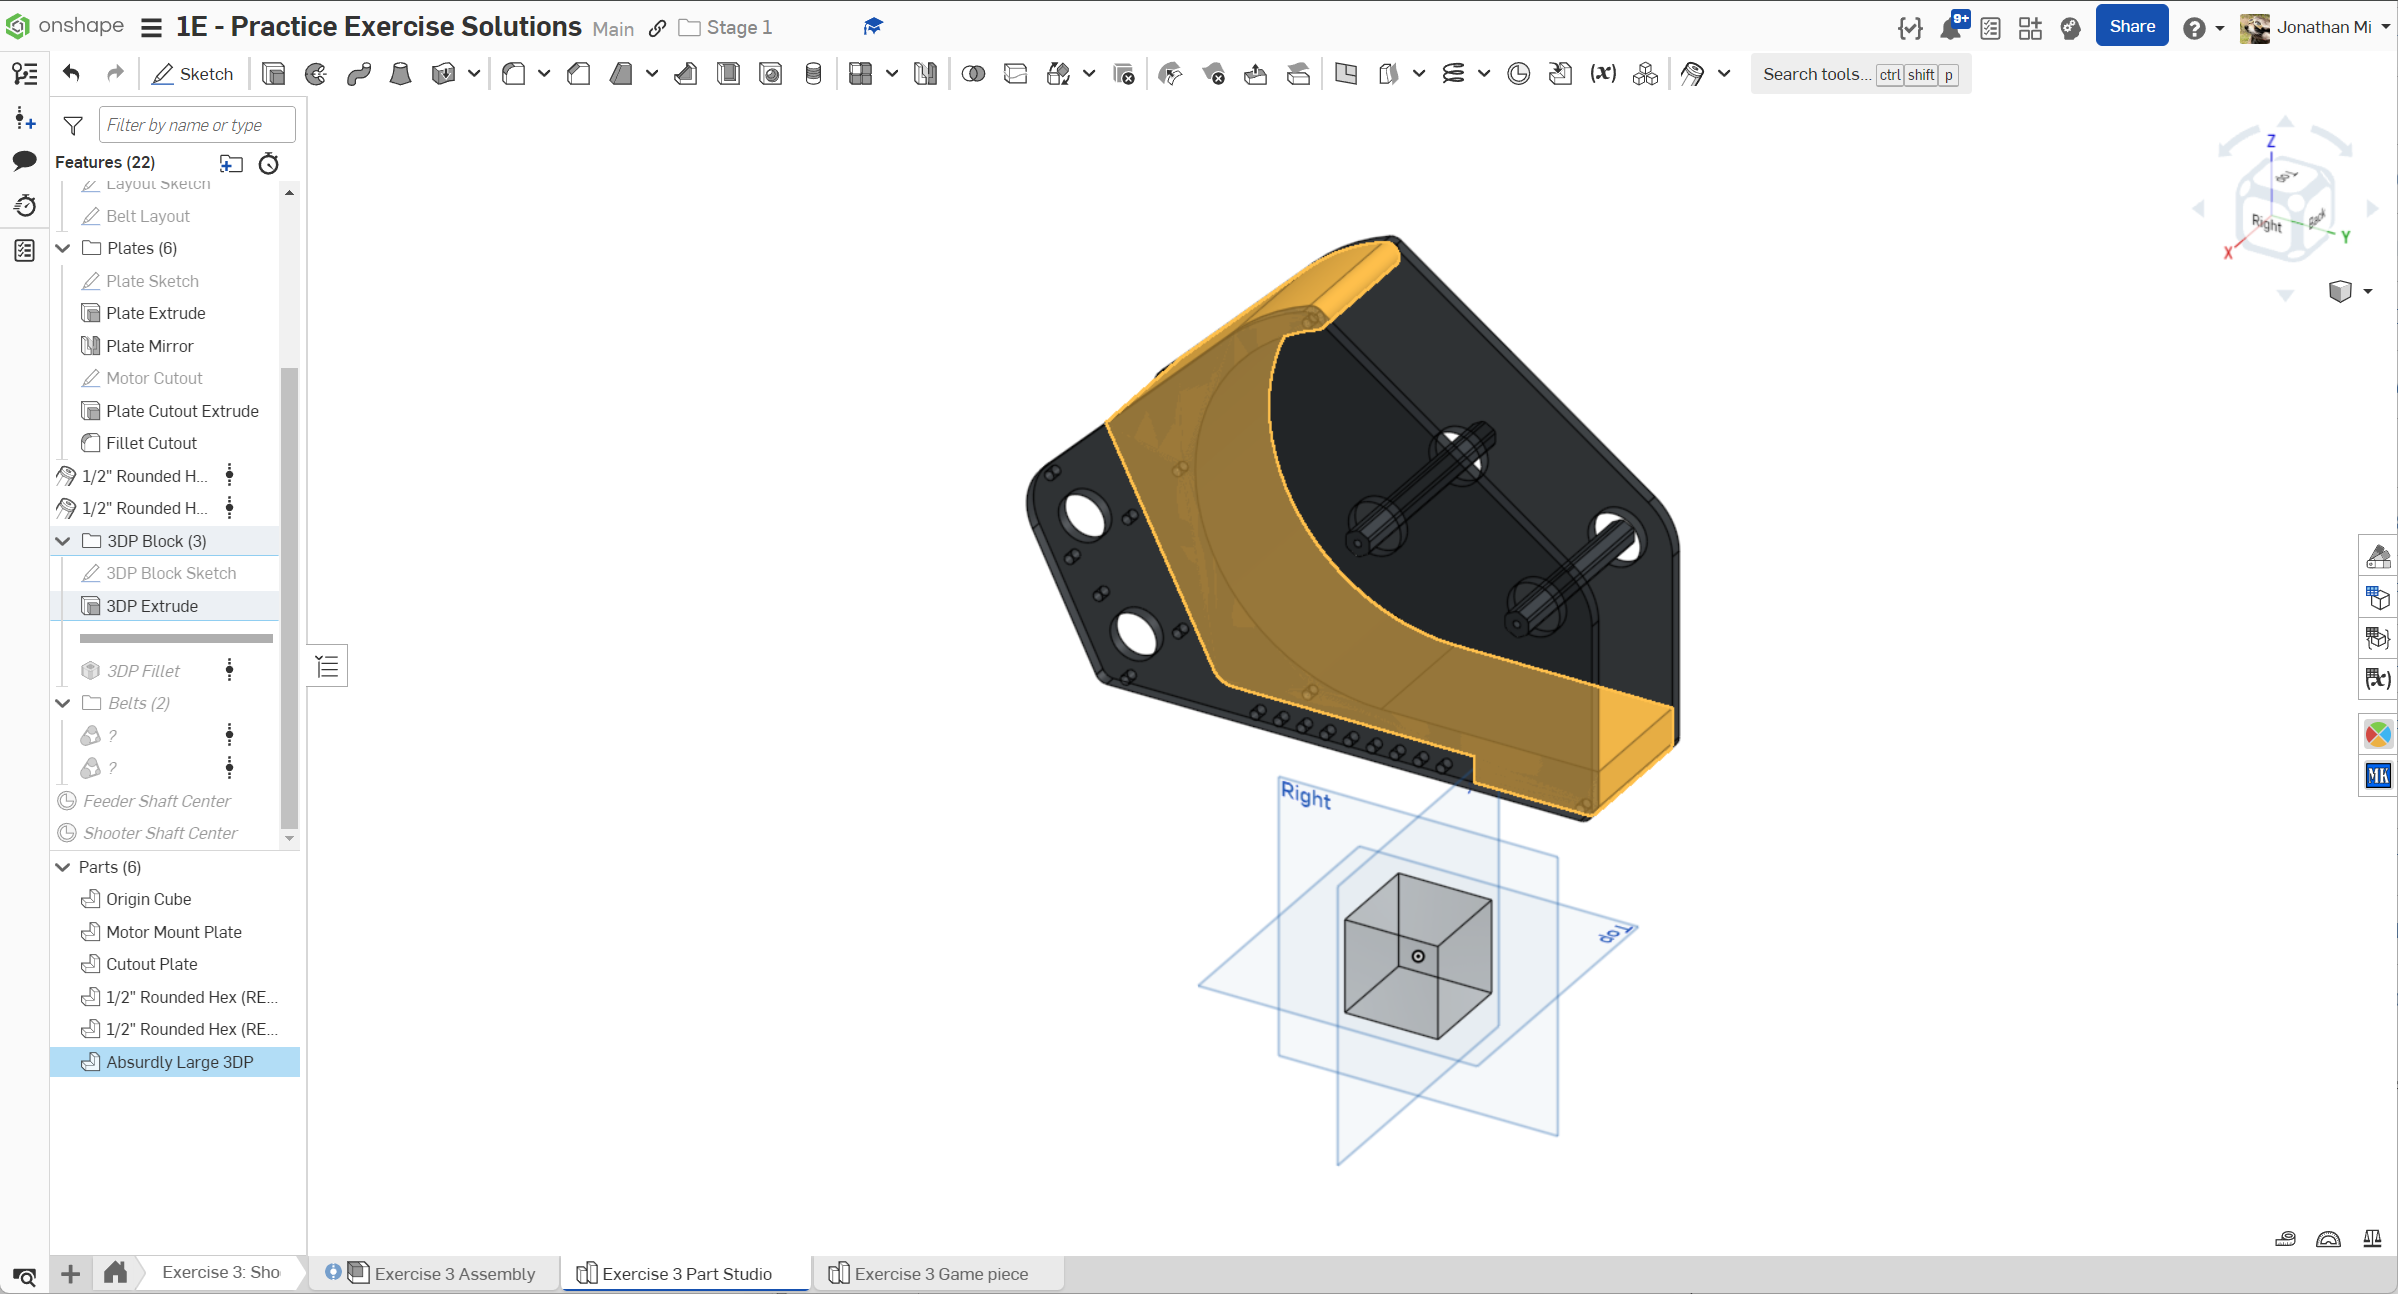 onshape 1E - Practice Exercise Solutions Main Stage 1 9+ Share Jonathan Mi
Sketch Search tools... ctrl shift p
Filter by name or type
Features (22)
Layout Sketch
Belt Layout
Plates (6)
Plate Sketch
Plate Extrude
Plate Mirror
Motor Cutout
Plate Cutout Extrude
Fillet Cutout
1/2" Rounded H...
1/2" Rounded H...
3DP Block (3)
3DP Block Sketch
3DP Extrude
3DP Fillet
Belts (2)
?
?
Feeder Shaft Center
Shooter Shaft Center
Parts (6)
Origin Cube
Motor Mount Plate
Cutout Plate
1/2" Rounded Hex (RE...
1/2" Rounded Hex (RE...
Absurdly Large 3DP
Z
Top
Right
Back
X
Y
(x)
MK
Right
Top
Exercise 3: Sho Exercise 3 Assembly Exercise 3 Part Studio Exercise 3 Game piece